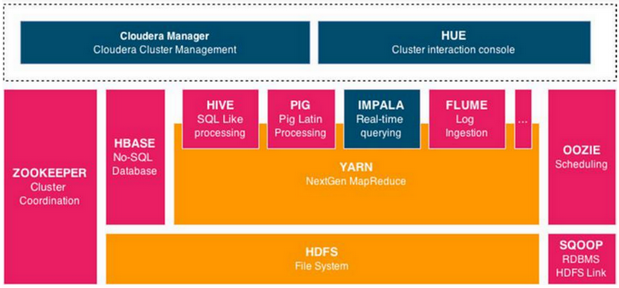 Cloudera Manager
Cloudera Cluster Management
HUE
Cluster interaction console
ZOOKEEPER
Cluster
Coordination
HBASE
No-SQL
Database
HIVE
SQL Like
processing
PIG
Pig Latin
Processing
IMPALA
Real-time
querying
FLUME
Log
Ingestion
...
YARN
NextGen MapReduce
OOZIE
Scheduling
HDFS
File System
SQOOP
RDBMS
HDFS Link